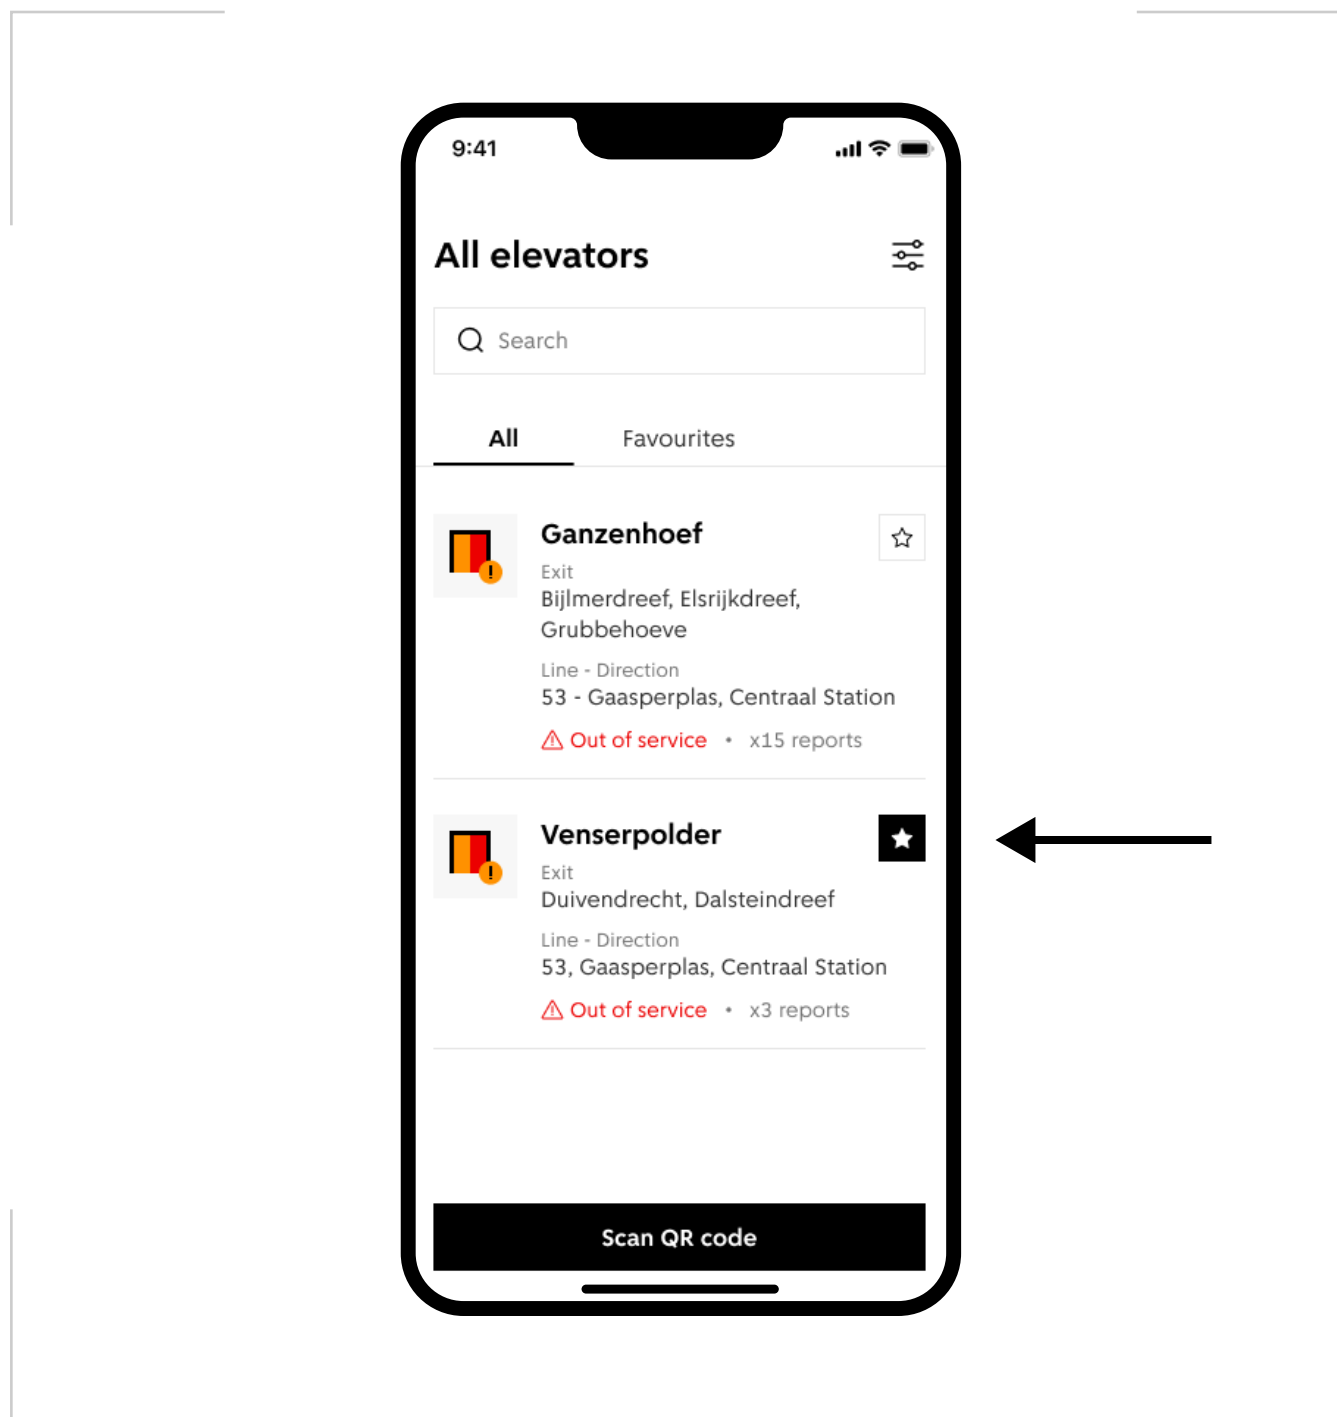 9:41
All elevators
Search
All
Favourites
Ganzenhoef
Exit
Bijlmerdreef, Elsrijkdreef,
Grubbehoeve
Line - Direction
53 - Gaasperplas, Centraal Station
Out of service • x15 reports
Venserpolder
Exit
Duivendrecht, Dalsteindreef
Line - Direction
53, Gaasperplas, Centraal Station
Out of service • x3 reports
Scan QR code